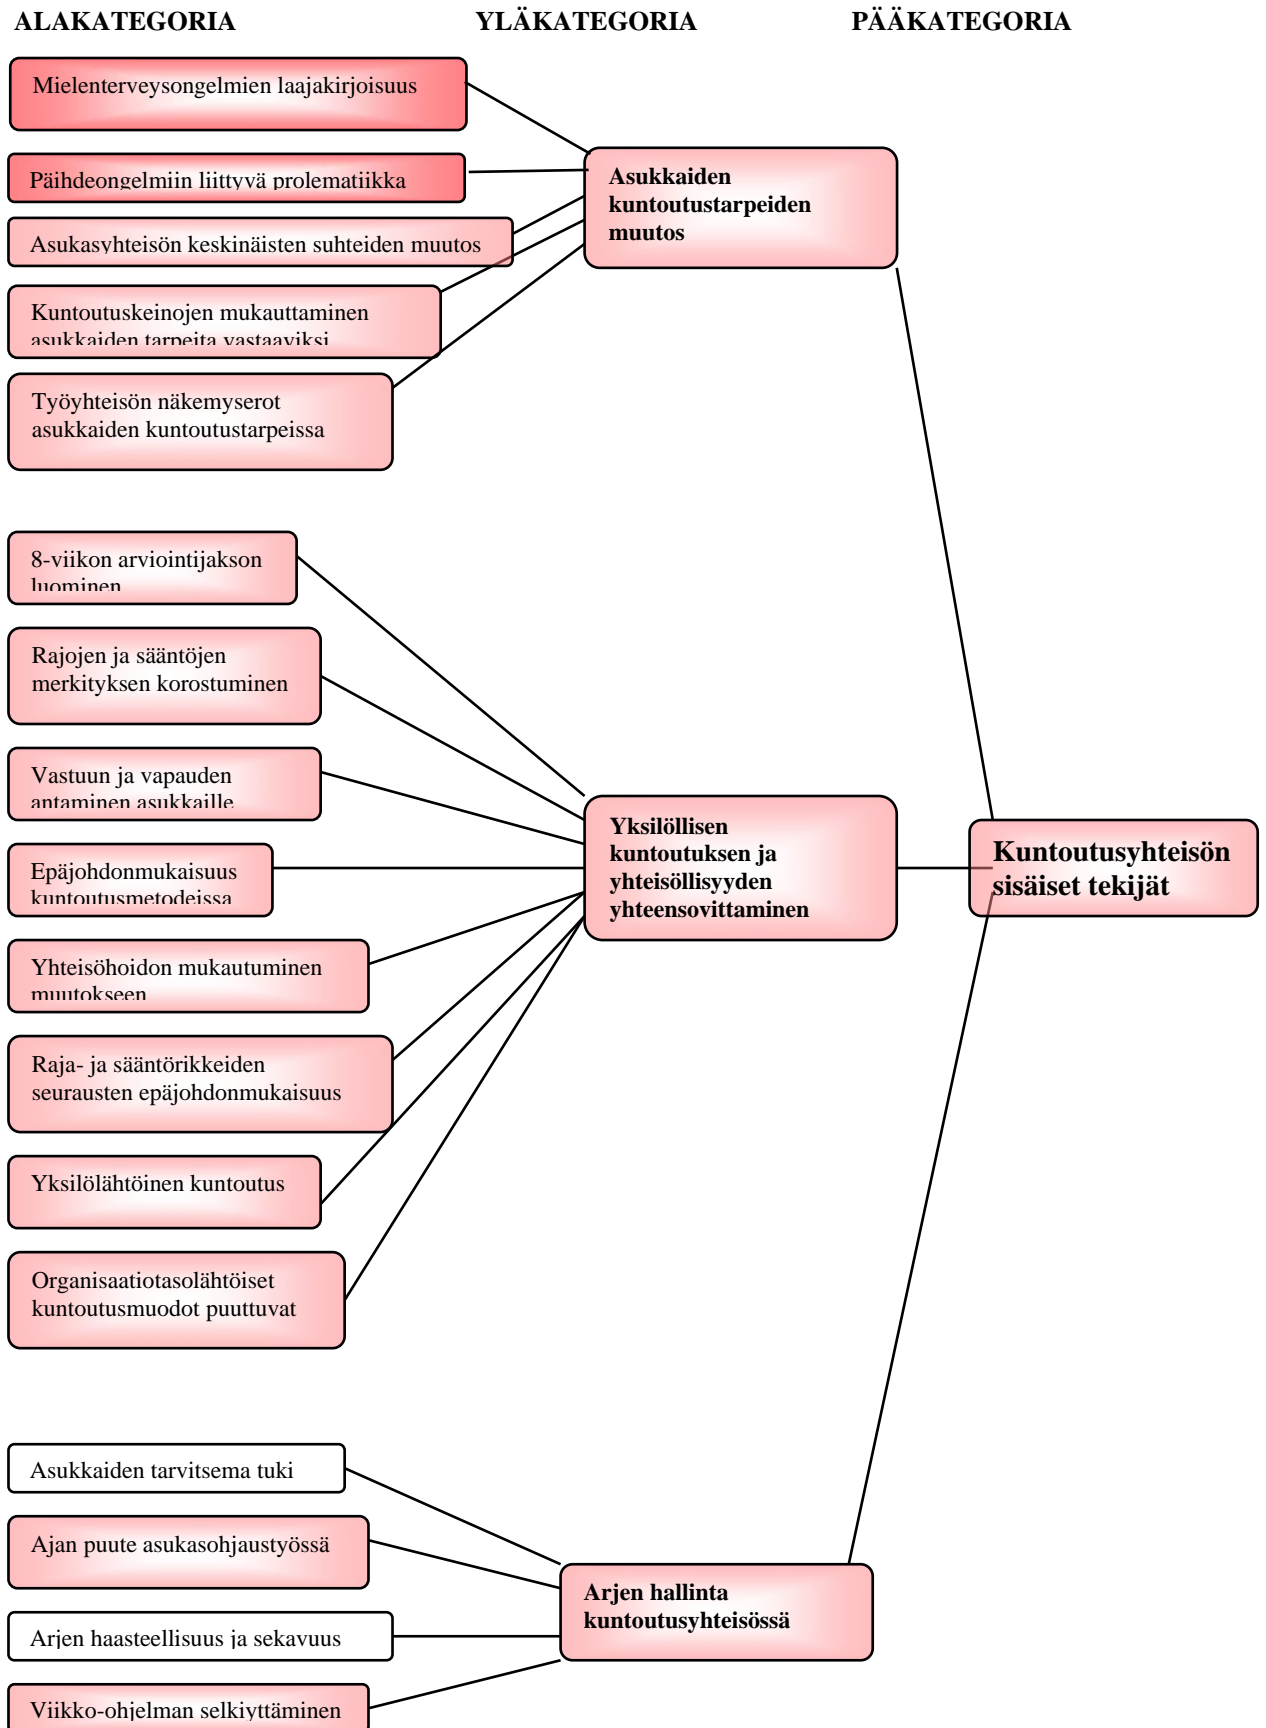 ALAKATEGORIA YLÄKATEGORIA PÄÄKATEGORIA
Mielenterveysongelmien laajakirjoisuus
Päihdeongelmiin liittyvä prolematiikka
Asukasyhteisön keskinäisten suhteiden muutos
Kuntoutuskeinojen mukauttaminen
asukkaiden tarpeita vastaaviksi
Työyhteisön näkemyserot
asukkaiden kuntoutustarpeissa
Asukkaiden
kuntoutustarpeiden
muutos
8-viikon arviointijakson
luominen
Rajojen ja sääntöjen
merkityksen korostuminen
Vastuun ja vapauden
antaminen asukkaille
Epäjohdonmukaisuus
kuntoutusmetodeissa
Yhteisöhoidon mukautuminen
muutokseen
Raja- ja sääntörikkeiden
seurausten epäjohdonmukaisuus
Yksilölähtöinen kuntoutus
Organisaatiotasolähtöiset
kuntoutusmuodot puuttuvat
Yksilöllisen
kuntoutuksen ja
yhteisöllisyyden
yhteensovittaminen
Kuntoutusyhteisön
sisäiset tekijät
Asukkaiden tarvitsema tuki
Ajan puute asukasohjaustyössä
Arjen haasteellisuus ja sekavuus
Viikko-ohjelman selkiyttäminen
Arjen hallinta
kuntoutusyhteisössä